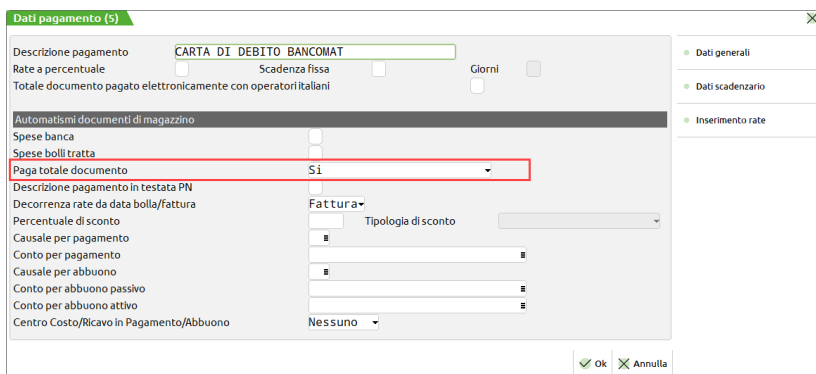 Dati pagamento (5)
Descrizione pagamento CARTA DI DEBITO BANCOMAT
Rate a percentuale Scadenza fissa Giorni
Totale documento pagato elettronicamente con operatori italiani
Automatismi documenti di magazzino
Spese banca
Spese bolli tratta
Paga totale documento Si
Descrizione pagamento in testata PN
Decorrenza rate da data bolla/fattura Fattura
Percentuale di sconto Tipologia di sconto
Causale per pagamento
Conto per pagamento
Causale per abbuono
Conto per abbuono passivo
Conto per abbuono attivo
Centro Costo/Ricavo in Pagamento/Abbuono Nessuno
Dati generali
Dati scadenzario
Inserimento rate
Ok Annulla